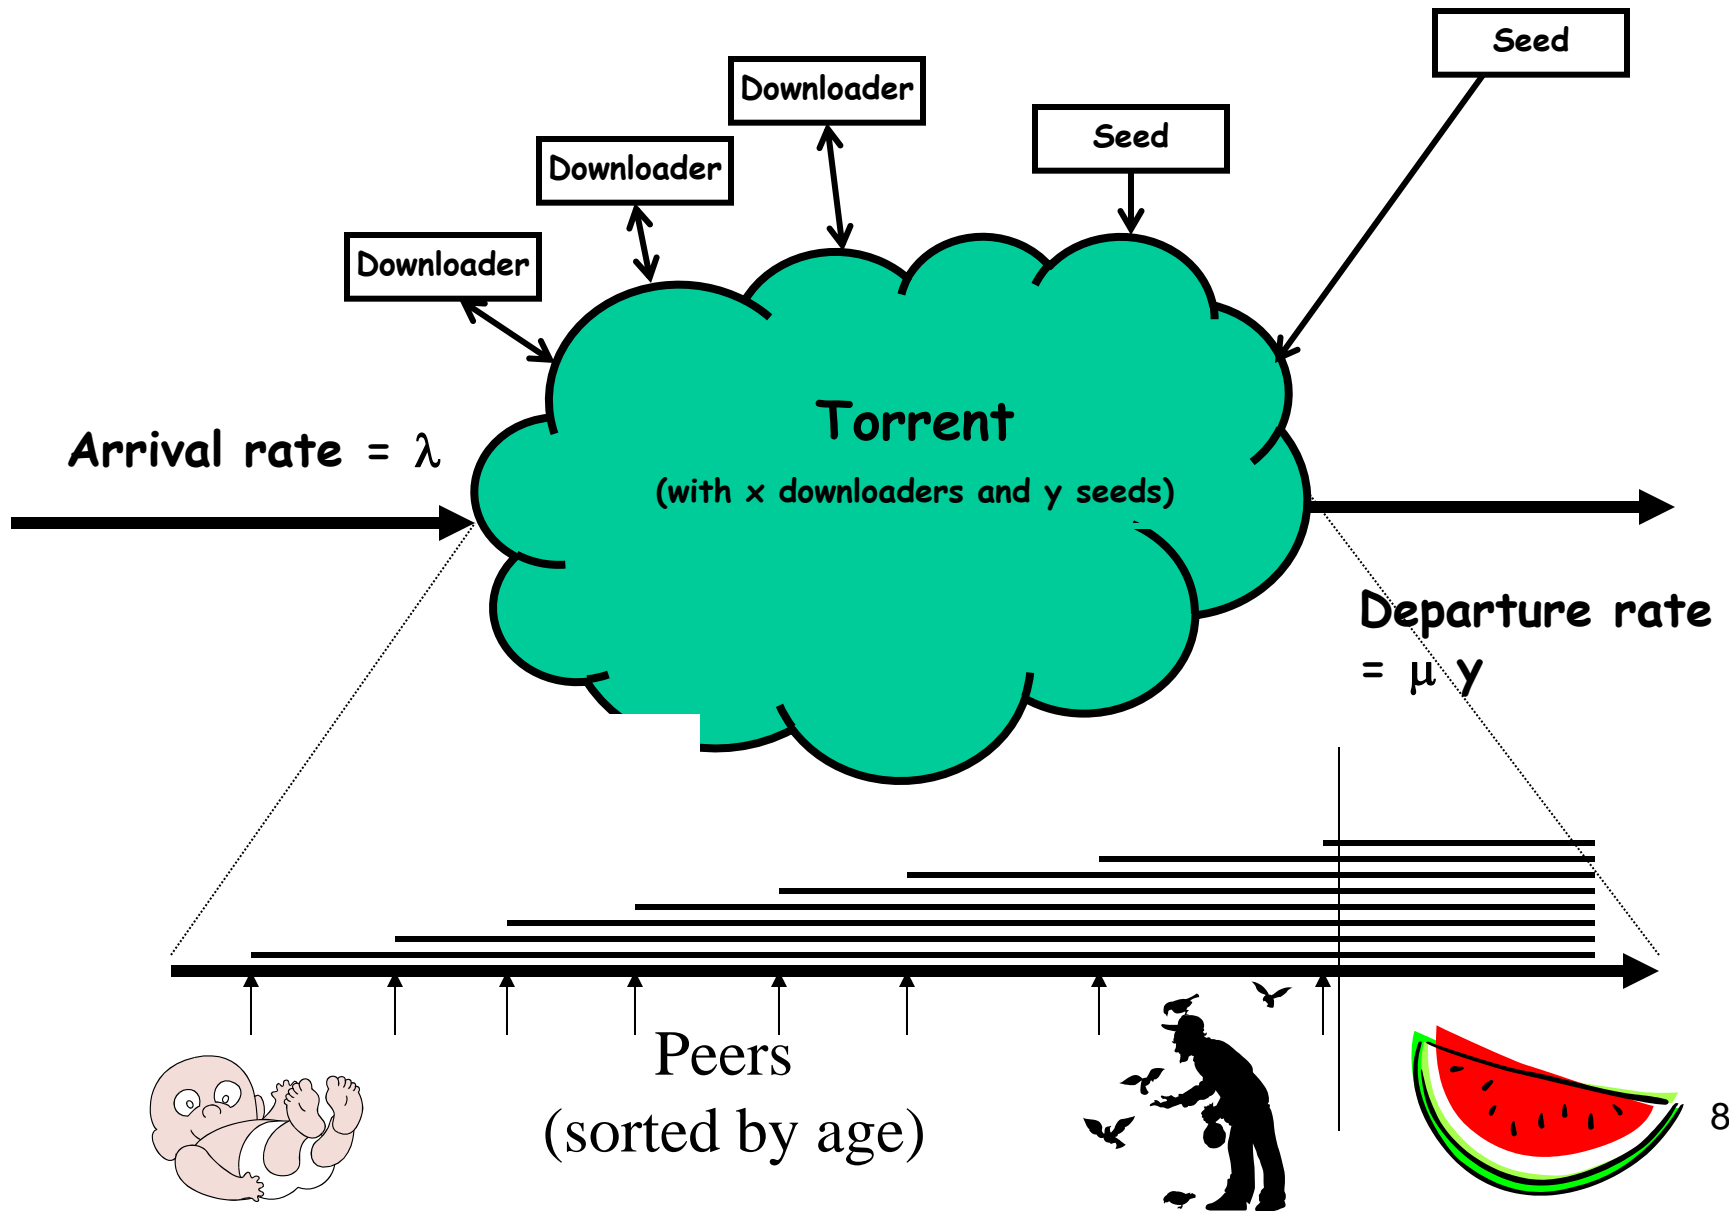 Seed
Downloader
Seed
Downloader
Downloader
Torrent
Arrival rate = λ
(with x downloaders and y seeds)
Departure rate
= μ y
Peers
(sorted by age)
8